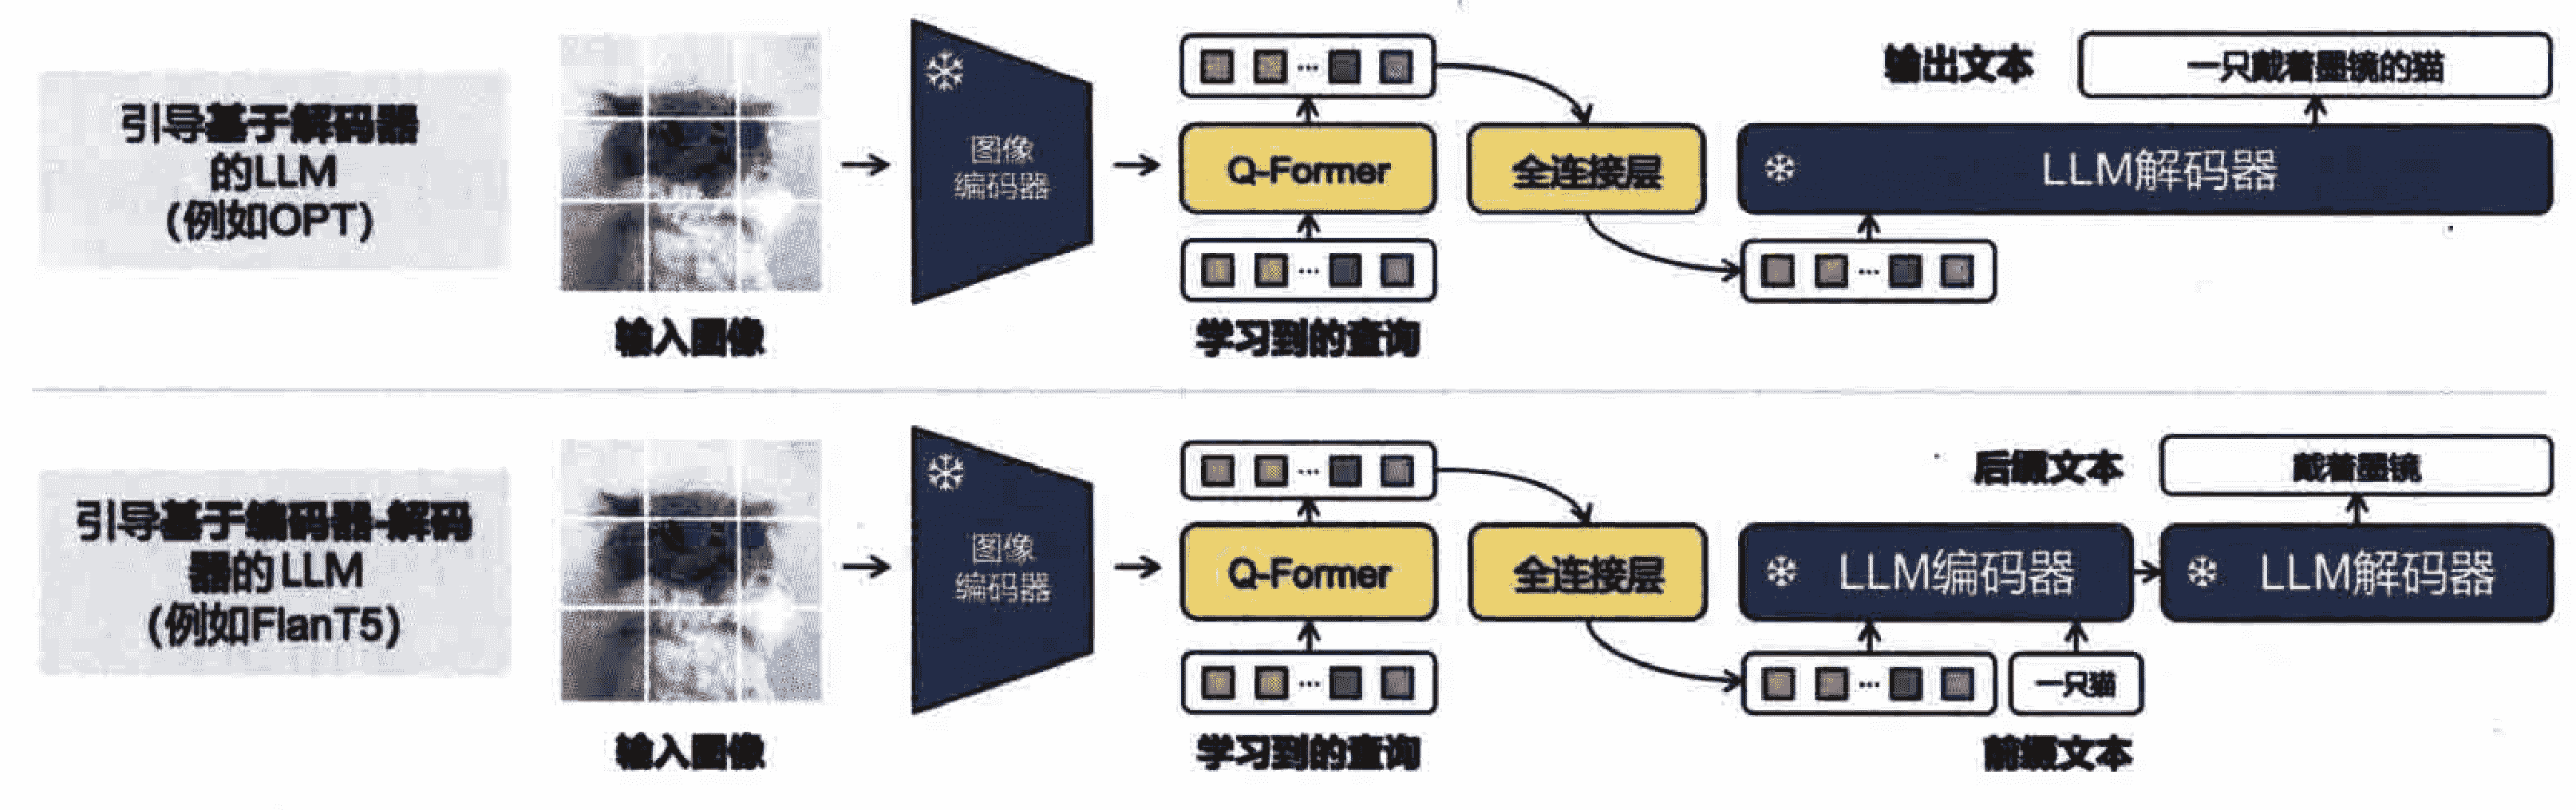 引导基于解码器
的LLM
(例如OPT)
输入图像
图像
编码器
Q-Former
学习到的查询
全连接层
输出文本
一只戴着墨镜的猫
LLM解码器
引导基于编码器-解码
器的 LLM
(例如FlanT5)
输入图像
图像
编码器
Q-Former
学习到的查询
全连接层
LLM编码器
一只猫
前缀文本
后缀文本
戴着墨镜
LLM解码器